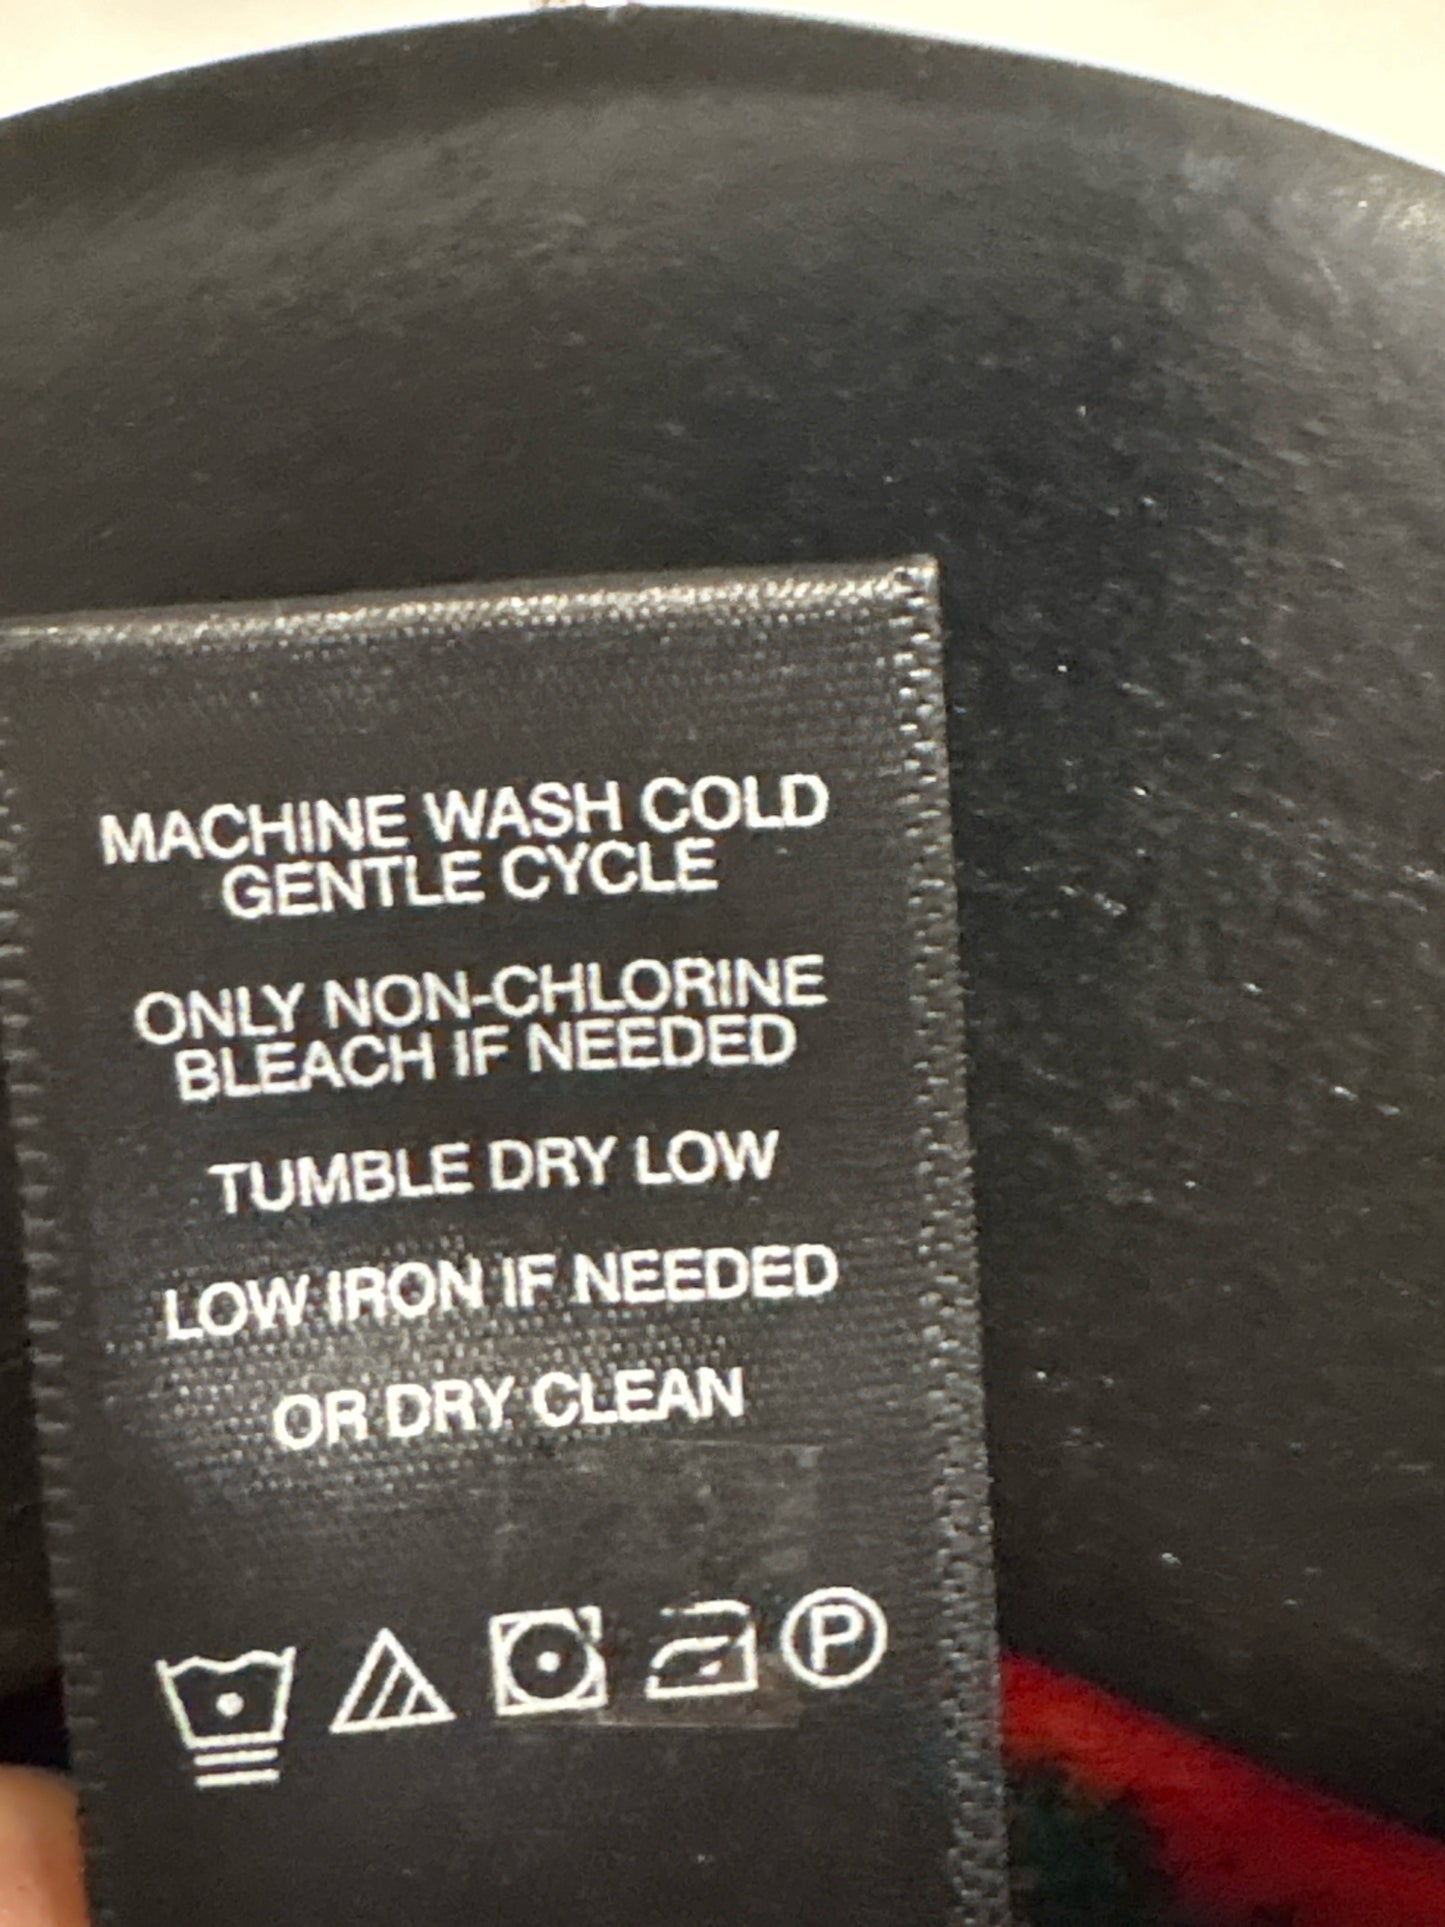 MACHINE WASH COLD
GENTLE CYCLE
ONLY NON-CHLORINE
BLEACH IF NEEDED
TUMBLE DRY LOW
LOW IRON IF NEEDED
OR DRY CLEAN
P